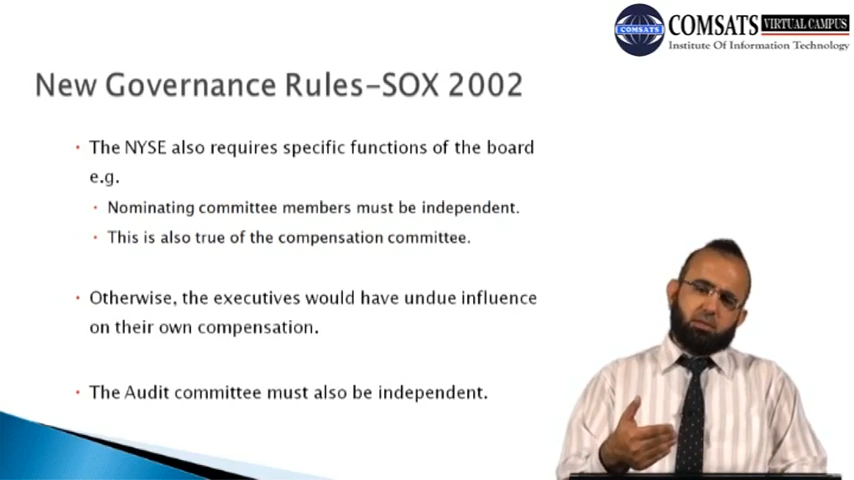 COMSATS VIRTUAL CAMPUS
COMSATS
Institute Of Information Technology
New Governance Rules-SOX 2002
• The NYSE also requires specific functions of the board
e.g.
• Nominating committee members must be independent.
• This is also true of the compensation committee.
• Otherwise, the executives would have undue influence
on their own compensation.
• The Audit committee must also be independent.